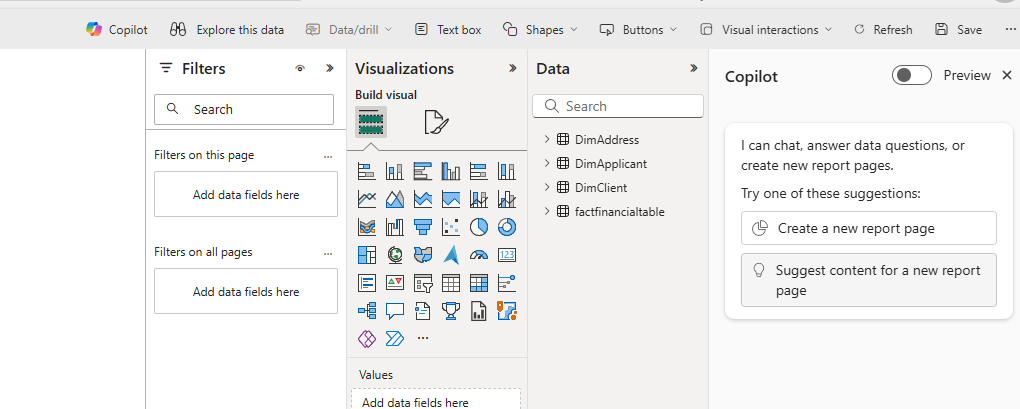 Copilot
Explore this data
Data/drill
Text box
Shapes
Buttons
Visual interactions
Refresh
Save
Filters
Search
Filters on this page
Add data fields here
Filters on all pages
Add data fields here
Visualizations
Build visual
123
Values
Add data fields here
Data
Search
DimAddress
DimApplicant
DimClient
factfinancialtable
Copilot
Preview
I can chat, answer data questions, or
create new report pages.
Try one of these suggestions:
Create a new report page
Suggest content for a new report
page